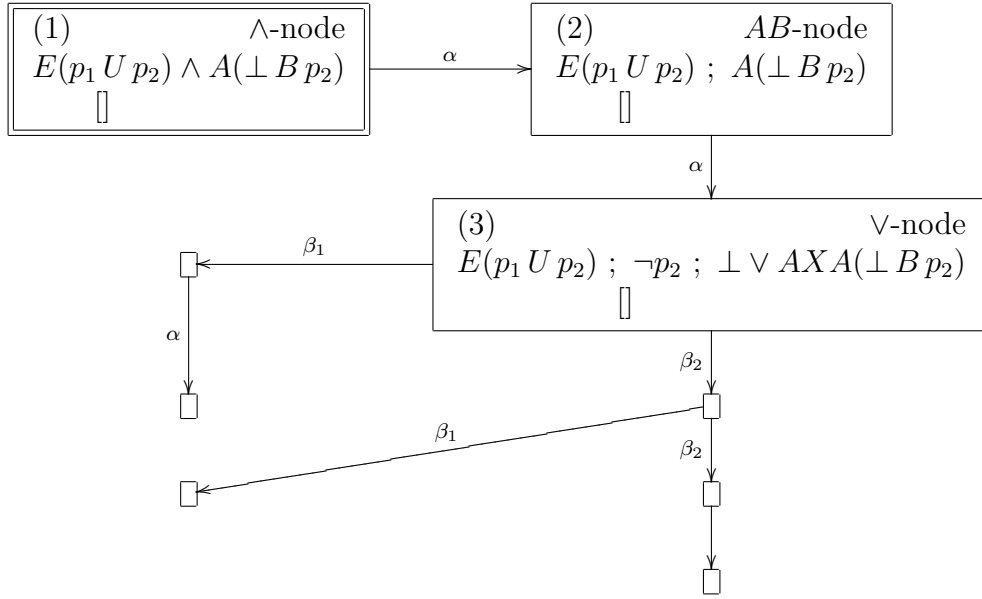 (1) ∧-node
E(p₁ U p₂) ∧ A(⊥ B p₂)
[]
α
(2) AB-node
E(p₁ U p₂) ; A(⊥ B p₂)
[]
α
(3) ∨-node
E(p₁ U p₂) ; ¬p₂ ; ⊥ ∨ AXA(⊥ B p₂)
[]
β₁
α
β₂
β₁
β₂